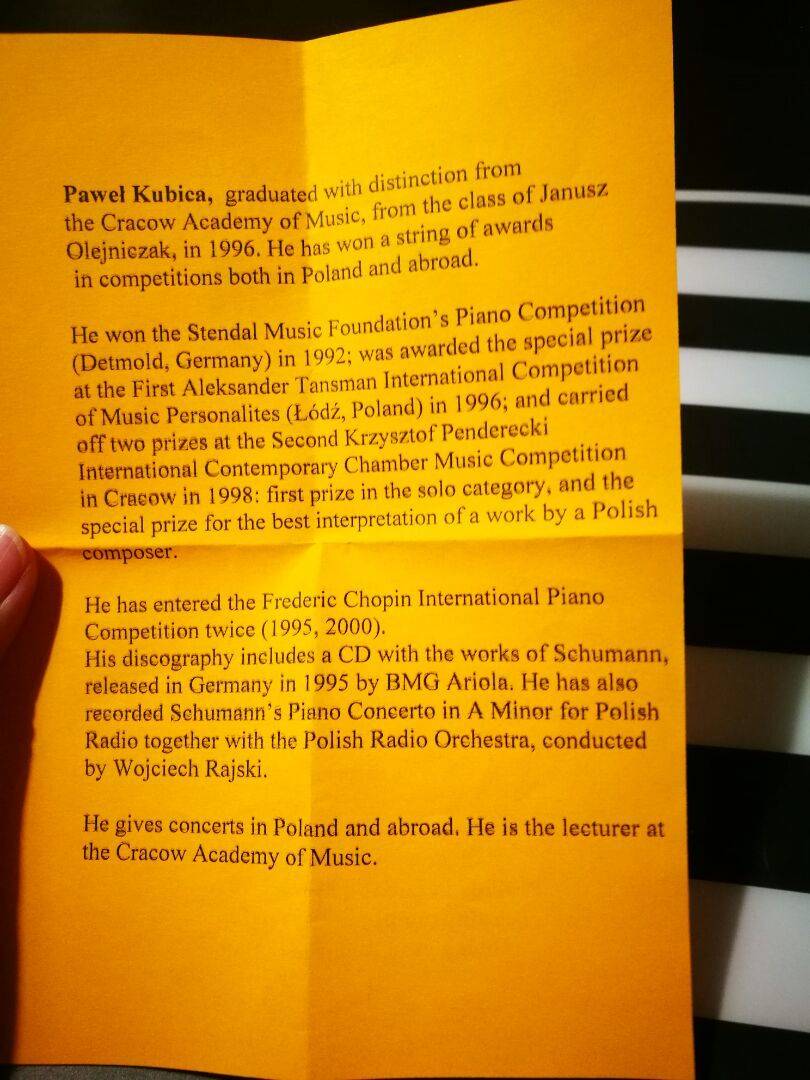 Paweł Kubica, graduated with distinction from
the Cracow Academy of Music, from the class of Janusz
Olejniczak, in 1996. He has won a string of awards
in competitions both in Poland and abroad.
He won the Stendal Music Foundation's Piano Competition
(Detmold, Germany) in 1992; was awarded the special prize
at the First Aleksander Tansman International Competition
of Music Personalites (Łódź, Poland) in 1996; and carried
off two prizes at the Second Krzysztof Penderecki
International Contemporary Chamber Music Competition
in Cracow in 1998: first prize in the solo category, and the
special prize for the best interpretation of a work by a Polish
composer.
He has entered the Frederic Chopin International Piano
Competition twice (1995, 2000).
His discography includes a CD with the works of Schumann,
released in Germany in 1995 by BMG Ariola. He has also
recorded Schumann's Piano Concerto in A Minor for Polish
Radio together with the Polish Radio Orchestra, conducted
by Wojciech Rajski.
He gives concerts in Poland and abroad. He is the lecturer at
the Cracow Academy of Music.